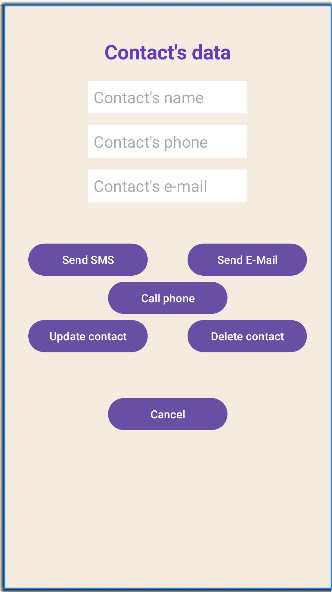 Contact's data
Contact's name
Contact's phone
Contact's e-mail
Send SMS
Send E-Mail
Call phone
Update contact
Delete contact
Cancel